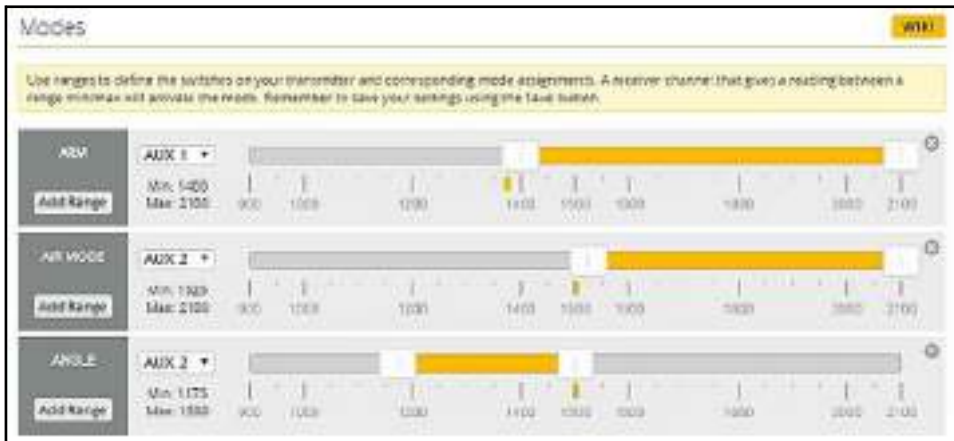 Modes
WIKI
Use ranges to define the switches on your transmitter and corresponding mode assignments. A receiver channel that gives a reading between a
range min/max will activate the mode. Remember to save your settings using the Save button.
ARM
AUX 1
Add Range
Min: 1400
Max: 2100
900 1000 1200 1400 1500 1600 1800 2000 2100
AIR MODE
AUX 2
Add Range
Max: 2100
900 1000 1200 1400 1500 1600 1800 2000 2100
ANGLE
AUX 2
Add Range
Min: 1175
900 1000 1200 1400 1500 1600 1800 2000 2100